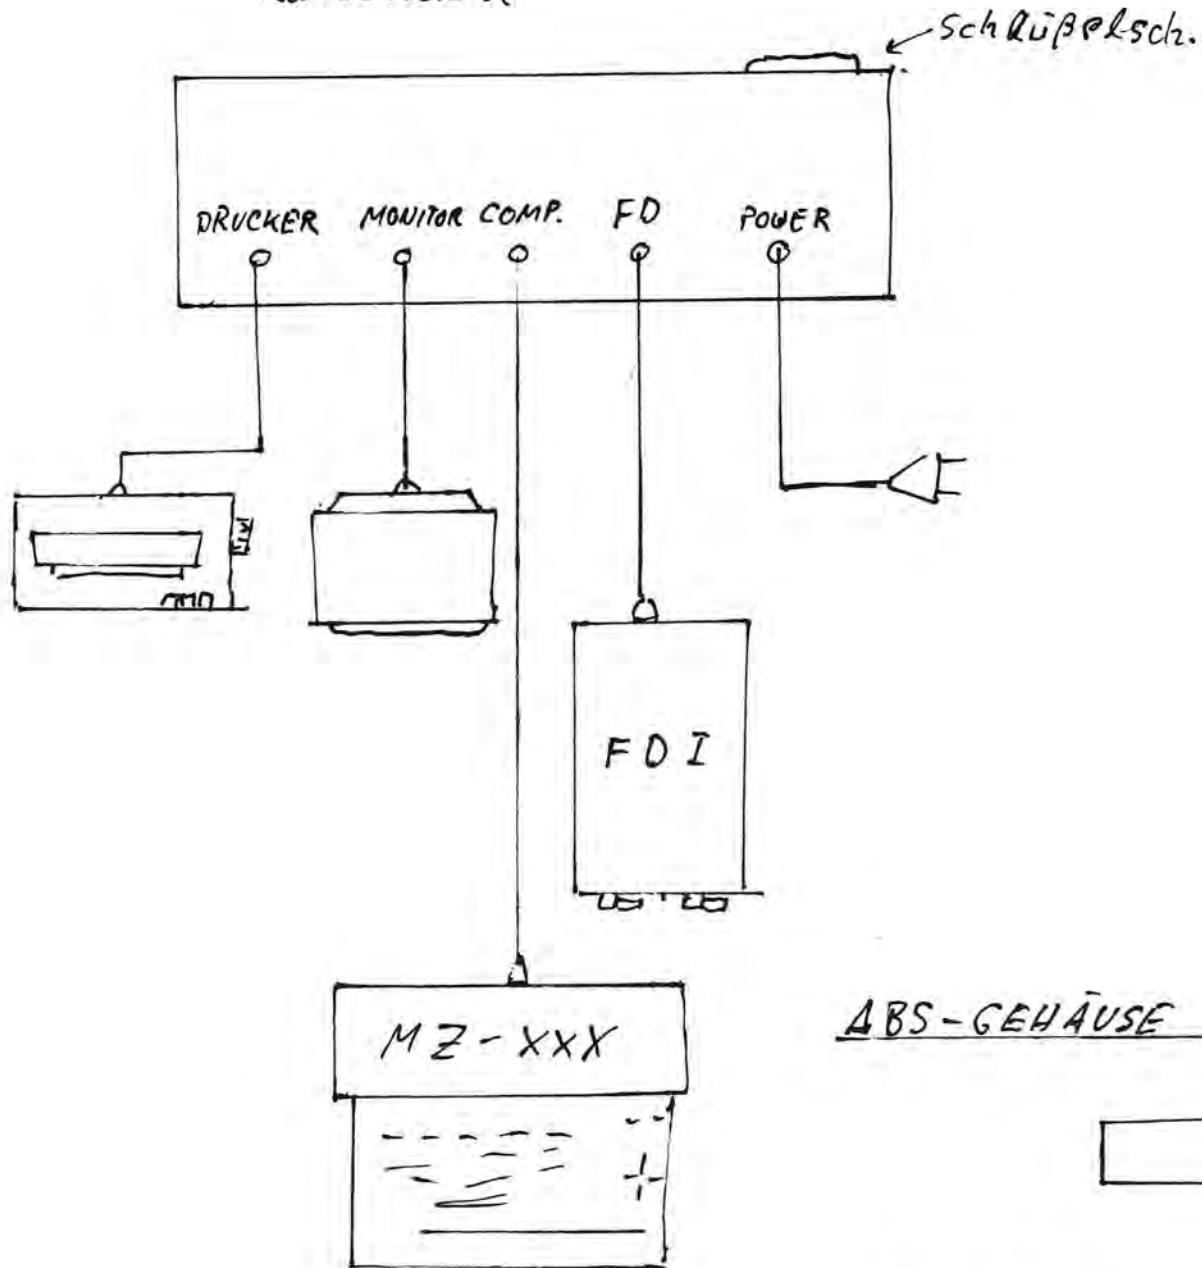 Schlüßelsch.
DRUCKER MONITOR COMP. FD POWER
FDI
MZ-XXX
ABS-GEHÄUSE